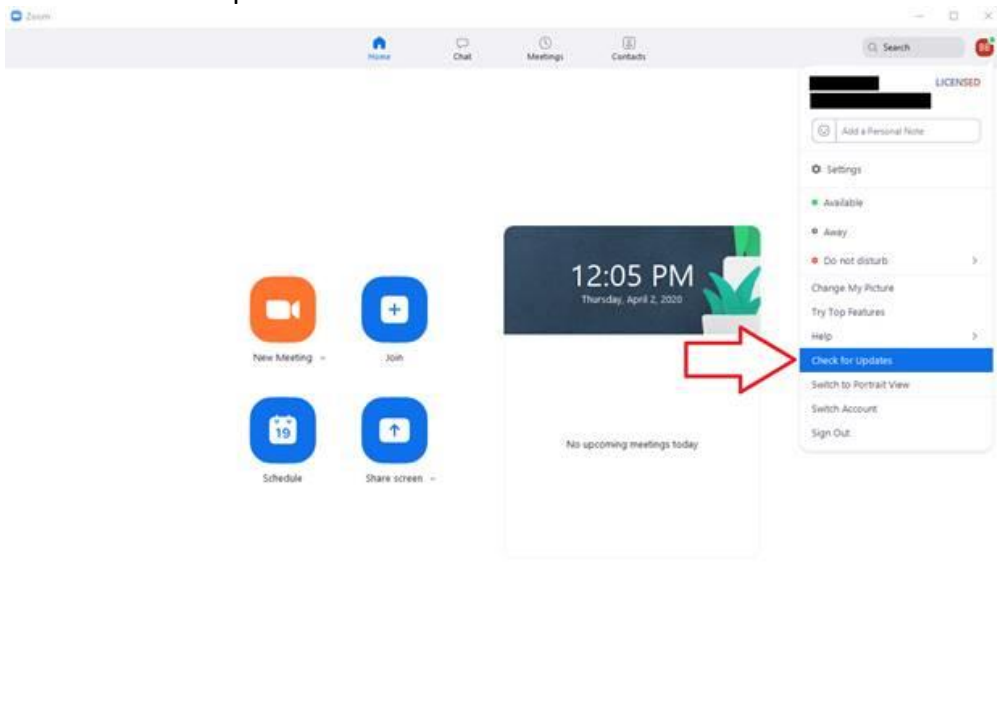 Zoom
Home
Chat
Meetings
Contacts
Search
LICENSED
Add a Personal Note
Settings
Available
Away
Do not disturb
Change My Picture
Try Top Features
Help
Check for Updates
Switch to Portrait View
Switch Account
Sign Out
12:05 PM
Thursday, April 2, 2020
New Meeting
Join
19
Schedule
Share screen
No upcoming meetings today